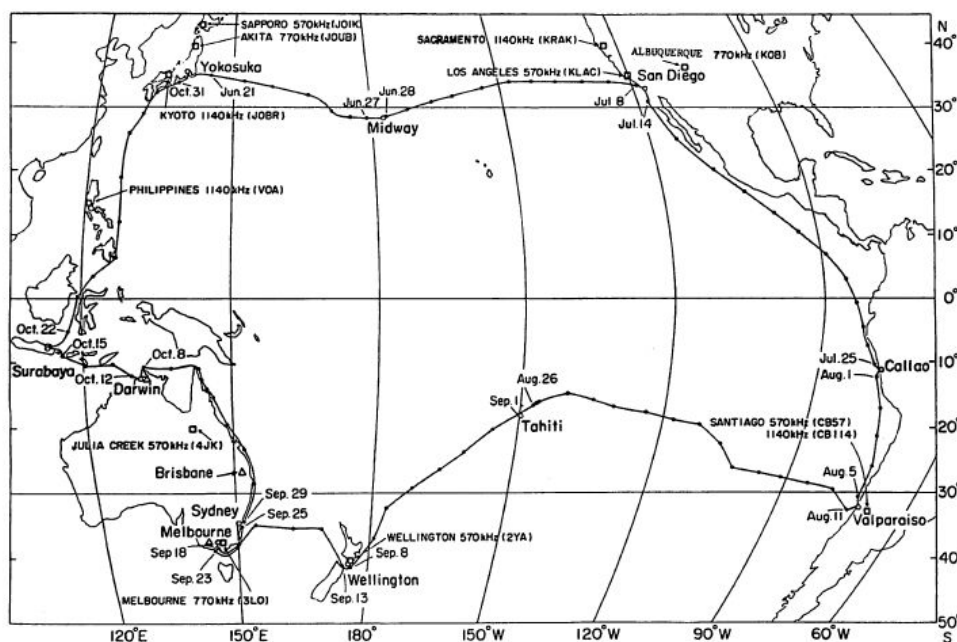 SAPPORO 570kHz (JOIK)
AKITA 770kHz (JOUB)
N
40°
SACRAMENTO 1140kHz (KRAK)
ALBUQUERQUE 770kHz (KOB)
LOS ANGELES 570kHz (KLAC)
San Diego
Yokosuka
Oct.31
Jun.21
Jun.27
Jun.28
Midway
Jul.8
Jul.14
30°
KYOTO 1140kHz (JOBR)
20°
PHILIPPINES 1140kHz (VOA)
10°
0°
Oct.22
Oct.15
Oct.8
Surabaya
Oct.12
Darwin
Jul.25
Callao
Aug.1
10°
Aug.26
Sep.1
Tahiti
SANTIAGO 570kHz (CB57)
1140kHz (CB114)
20°
JULIA CREEK 570kHz (4JK)
Brisbane
Aug.5
30°
Sydney
Sep.29
Sep.25
Aug.11
Valparaiso
Melbourne
Sep.18
WELLINGTON 570kHz (2YA)
Sep.8
40°
Sep.23
Wellington
Sep.13
MELBOURNE 770kHz (3LO)
50°
120°E
150°E
180°
150°W
120°W
90°W
60°W
S